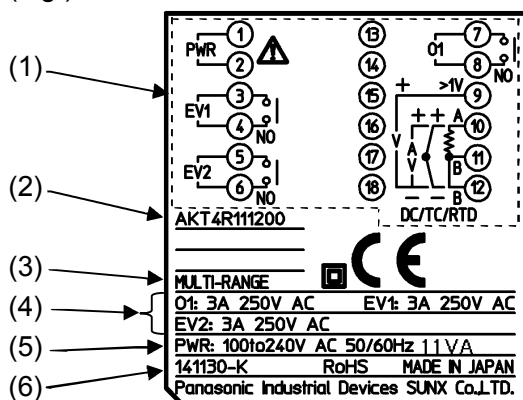 (1)
PWR 1 2
13 14
7 8 O1 NO
EV1 3 4 NO
15 16
+ >1V 9
+ + A 10
V A V
EV2 5 6 NO
17 18
B 11
- - B 12
DC/TC/RTD
(2) AKT4R111200
(3) MULTI-RANGE CE
(4) O1: 3A 250V AC EV1: 3A 250V AC
EV2: 3A 250V AC
(5) PWR: 100to240V AC 50/60Hz 11VA
(6) 141130-K RoHS MADE IN JAPAN
Panasonic Industrial Devices SUNX Co.,LTD.